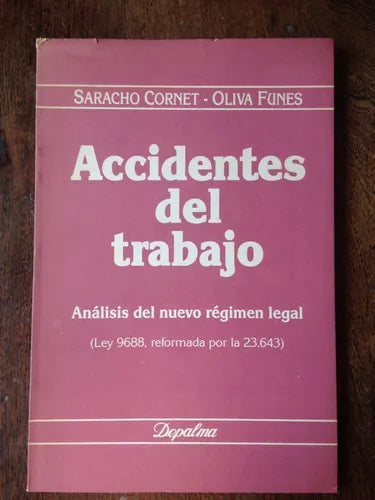 SARACHO CORNET - OLIVA FUNES
Accidentes
del
trabajo
Análisis del nuevo régimen legal
(Ley 9688, reformada por la 23.643)
Depalma